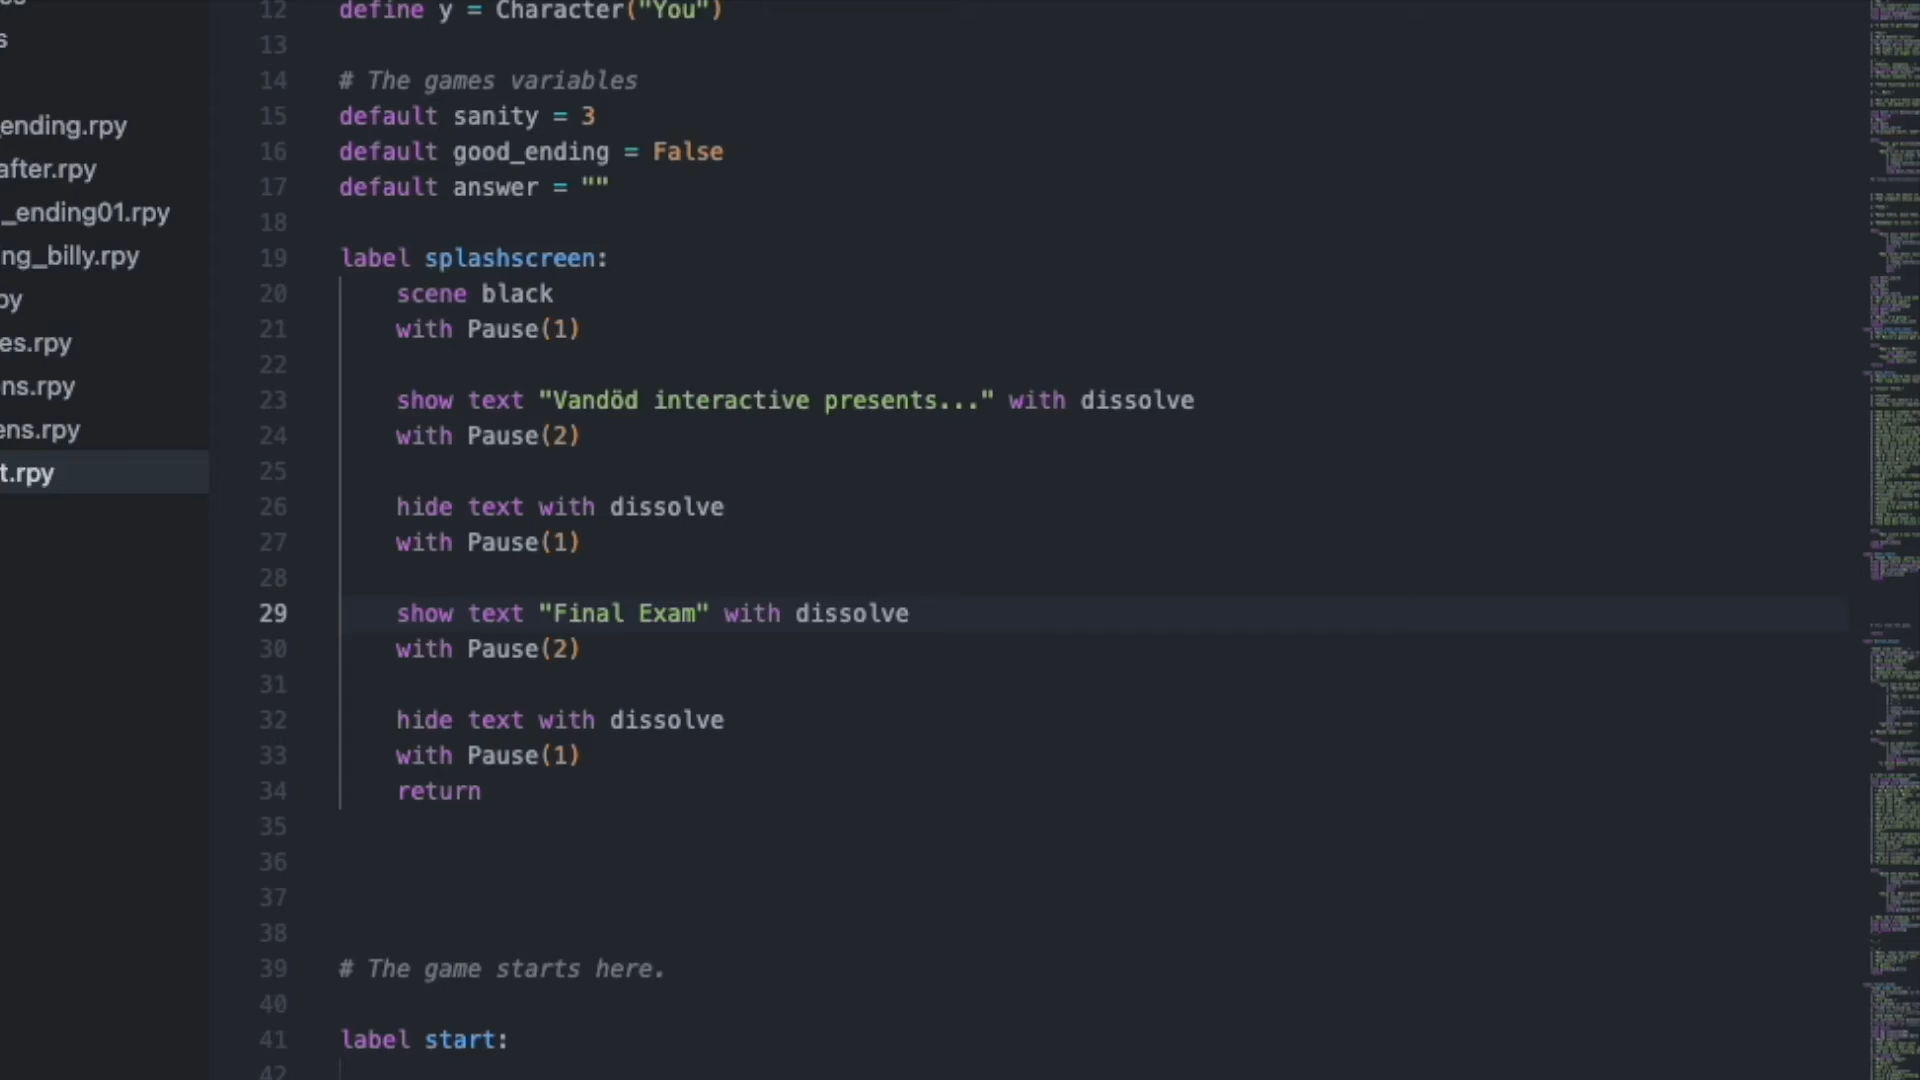 s
ending.rpy
after.rpy
_ending01.rpy
ng_billy.rpy
py
es.rpy
ns.rpy
ens.rpy
t.rpy
12 define y = Character("You")
13
14 # The games variables
15 default sanity = 3
16 default good_ending = False
17 default answer = ""
18
19 label splashscreen:
20 scene black
21 with Pause(1)
22
23 show text "Vandöd interactive presents..." with dissolve
24 with Pause(2)
25
26 hide text with dissolve
27 with Pause(1)
28
29 show text "Final Exam" with dissolve
30 with Pause(2)
31
32 hide text with dissolve
33 with Pause(1)
34 return
35
36
37
38
39 # The game starts here.
40
41 label start:
42